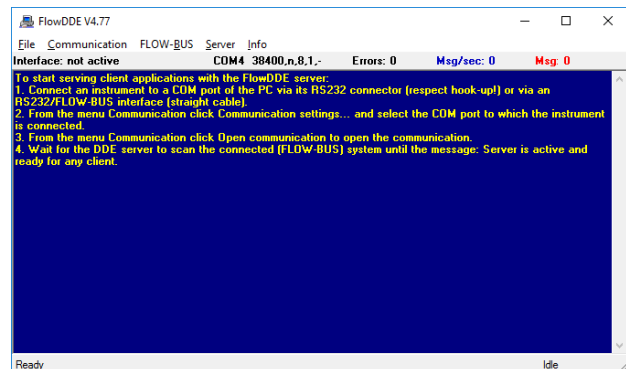 FlowDDE V4.77
File Communication FLOW-BUS Server Info
Interface: not active COM4 38400,n,8,1,- Errors: 0 Msg/sec: 0 Msg: 0
To start serving client applications with the FlowDDE server:
1. Connect an instrument to a COM port of the PC via its RS232 connector (respect hook-up!) or via an
RS232/FLOW-BUS interface (straight cable).
2. From the menu Communication click Communication settings... and select the COM port to which the instrument
is connected.
3. From the menu Communication click Open communication to open the communication.
4. Wait for the DDE server to scan the connected (FLOW-BUS) system until the message: Server is active and
ready for any client.
Ready Idle